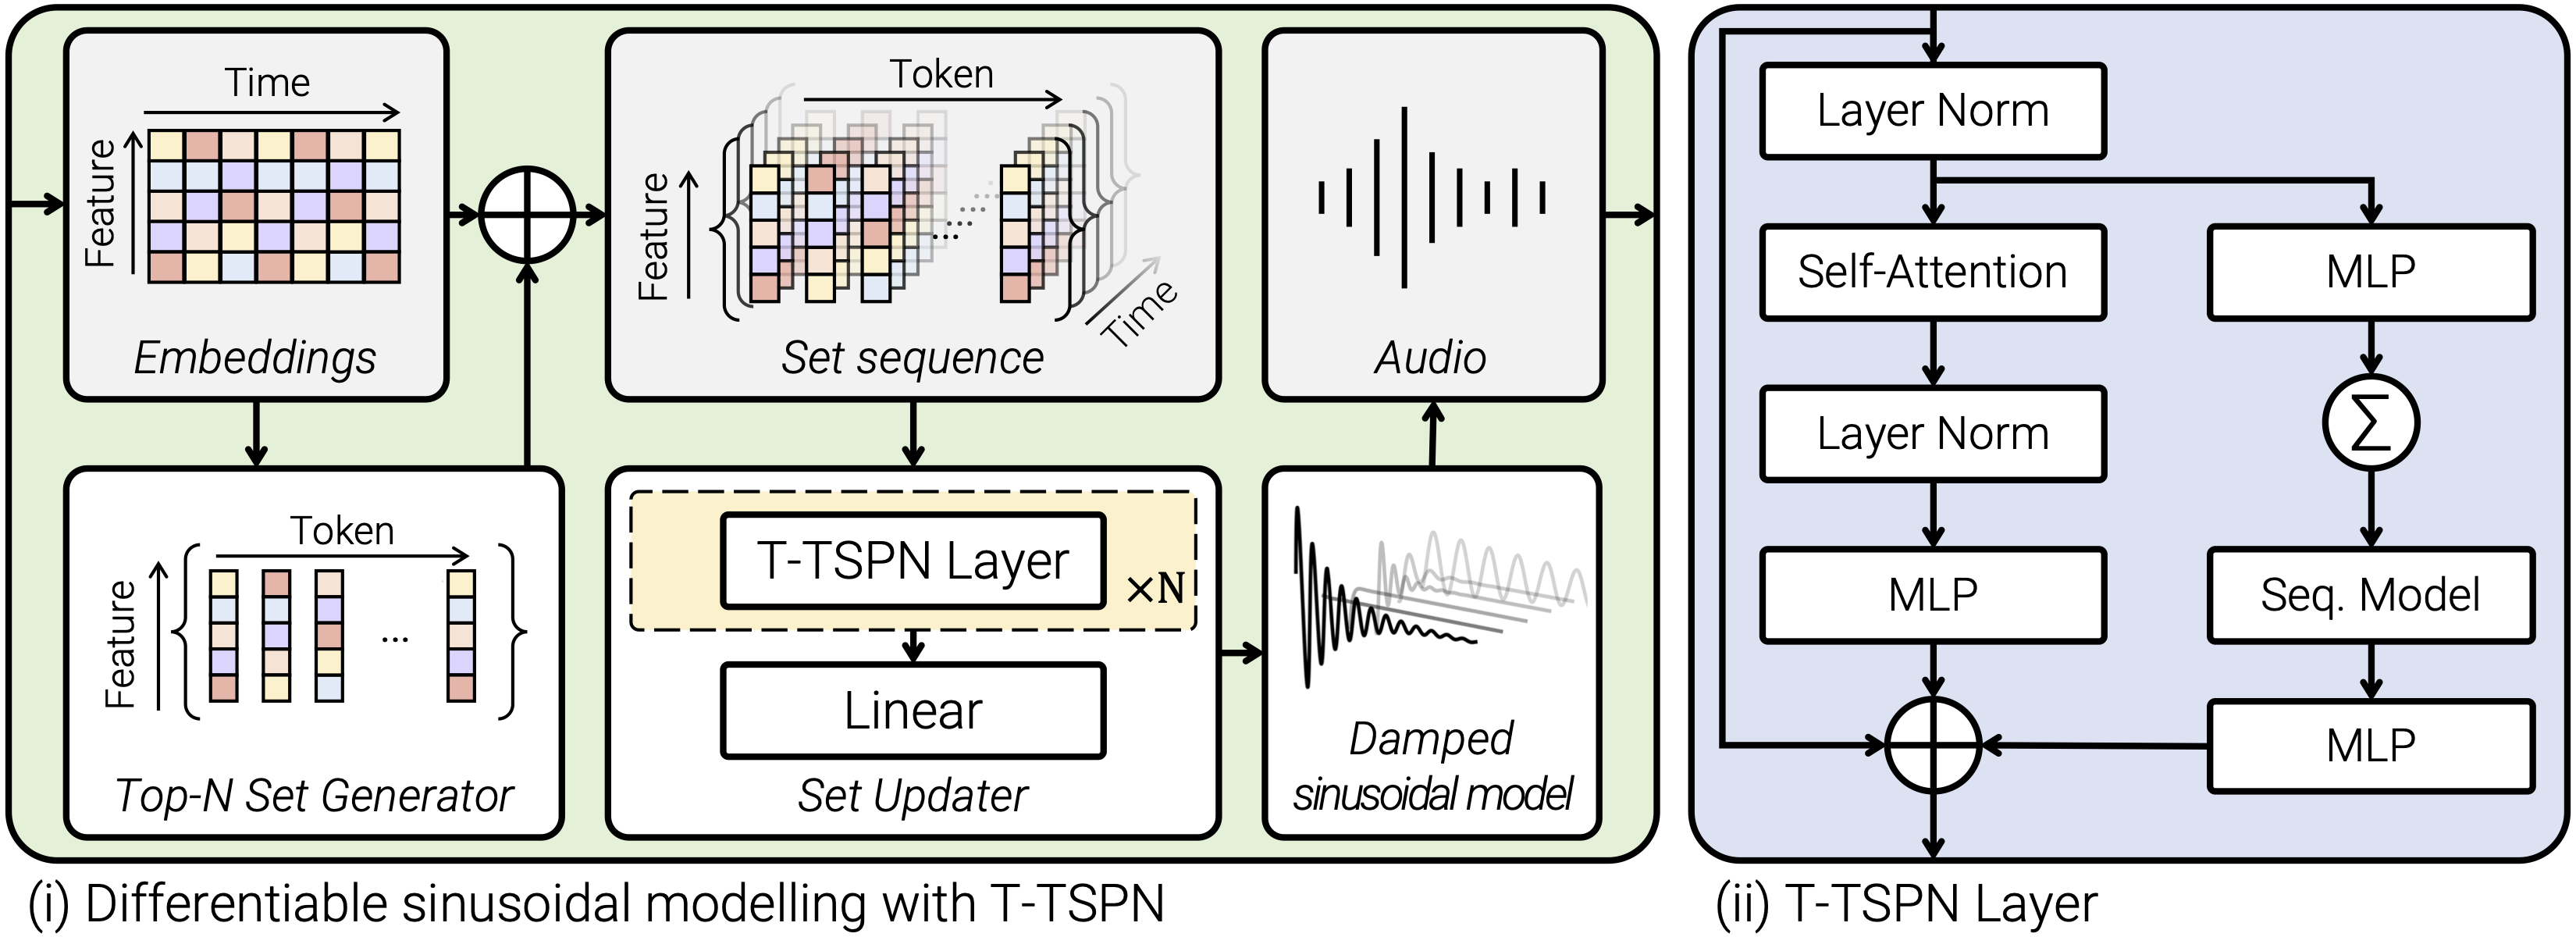 Time
Feature
Embeddings
Token
Feature
Time
Set sequence
Audio
Token
Feature
...
Top-N Set Generator
T-TSPN Layer
×N
Linear
Set Updater
Damped
sinusoidal model
(i) Differentiable sinusoidal modelling with T-TSPN
Layer Norm
Self-Attention
MLP
Layer Norm
Σ
MLP
Seq. Model
MLP
(ii) T-TSPN Layer